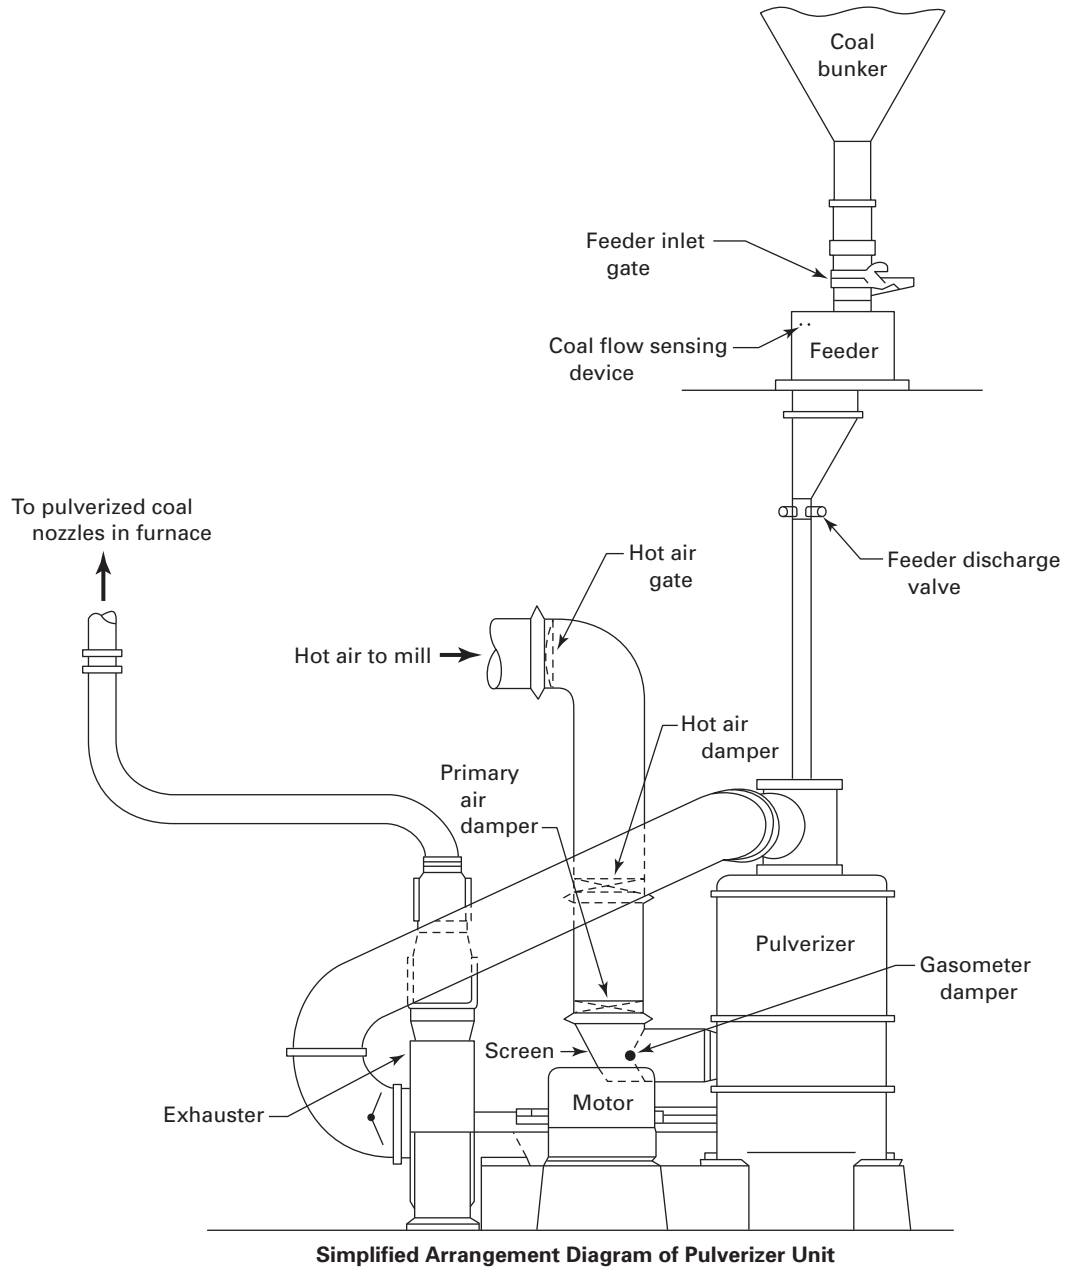 Coal
bunker
Feeder inlet
gate
Coal flow sensing
device
Feeder
To pulverized coal
nozzles in furnace
Hot air
gate
Feeder discharge
valve
Hot air to mill
Hot air
damper
Primary
air
damper
Pulverizer
Gasometer
damper
Screen
Motor
Exhauster
Simplified Arrangement Diagram of Pulverizer Unit